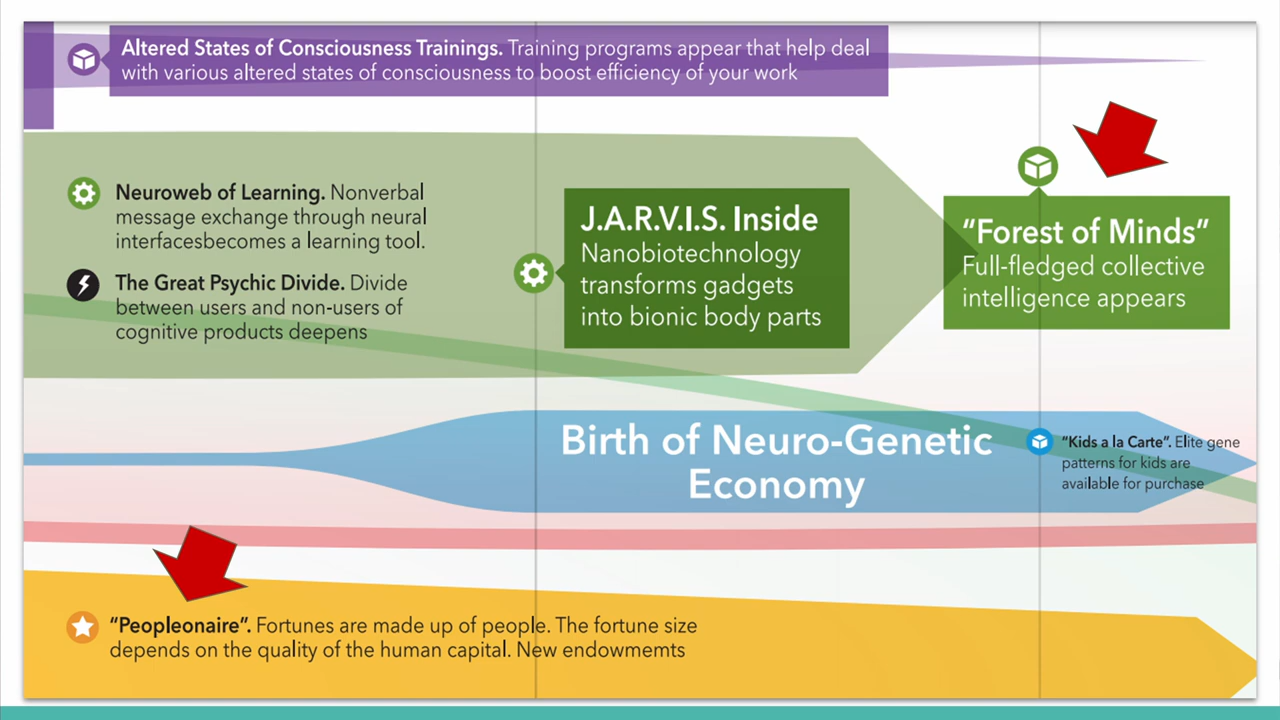 Altered States of Consciousness Trainings. Training programs appear that help deal
with various altered states of consciousness to boost efficiency of your work
Neuroweb of Learning. Nonverbal
message exchange through neural
interfacesbecomes a learning tool.
The Great Psychic Divide. Divide
between users and non-users of
cognitive products deepens
J.A.R.V.I.S. Inside
Nanobiotechnology
transforms gadgets
into bionic body parts
“Forest of Minds”
Full-fledged collective
intelligence appears
Birth of Neuro-Genetic
Economy
“Kids a la Carte”. Elite gene
patterns for kids are
available for purchase
“Peopleonaire”. Fortunes are made up of people. The fortune size
depends on the quality of the human capital. New endowmemts